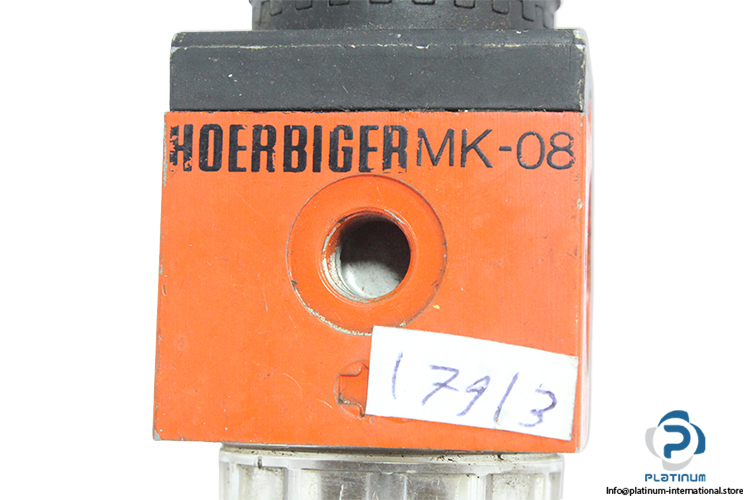 HOERBIGER MK-08
17913
PLATINUM
Info@platinum-international.store